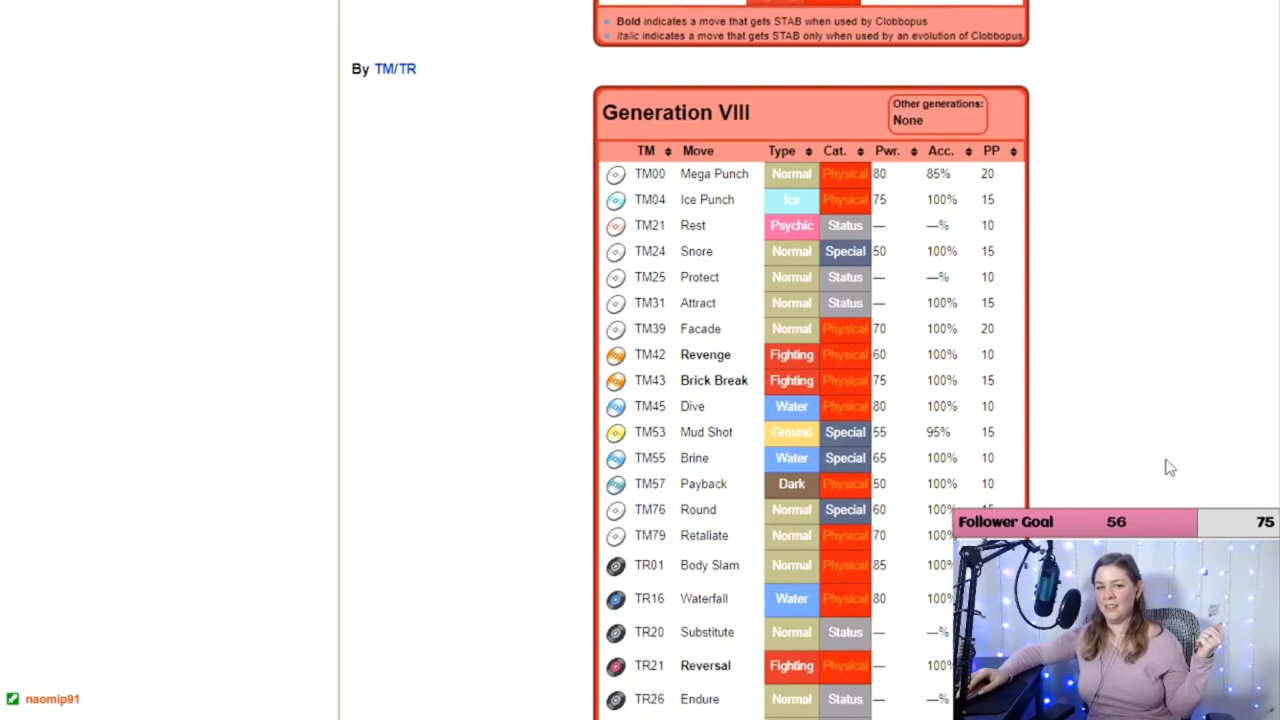 Bold indicates a move that gets STAB when used by Clobbopus
Italic indicates a move that gets STAB only when used by an evolution of Clobbopus
By TM/TR
Generation VIII
Other generations:
None
TM Move Type Cat. Pwr. Acc. PP
TM00 Mega Punch Normal Physical 80 85% 20
TM04 Ice Punch Ice Physical 75 100% 15
TM21 Rest Psychic Status — —% 10
TM24 Snore Normal Special 50 100% 15
TM25 Protect Normal Status — —% 10
TM31 Attract Normal Status — 100% 15
TM39 Facade Normal Physical 70 100% 20
TM42 Revenge Fighting Physical 60 100% 10
TM43 Brick Break Fighting Physical 75 100% 15
TM45 Dive Water Physical 80 100% 10
TM53 Mud Shot Ground Special 55 95% 15
TM55 Brine Water Special 65 100% 10
TM57 Payback Dark Physical 50 100% 10
TM76 Round Normal Special 60 100%
TM79 Retaliate Normal Physical 70 100
TR01 Body Slam Normal Physical 85 100
TR16 Waterfall Water Physical 80 100
TR20 Substitute Normal Status — —%
TR21 Reversal Fighting Physical — 100
TR26 Endure Normal Status — —%
Follower Goal 56 75
naomip91